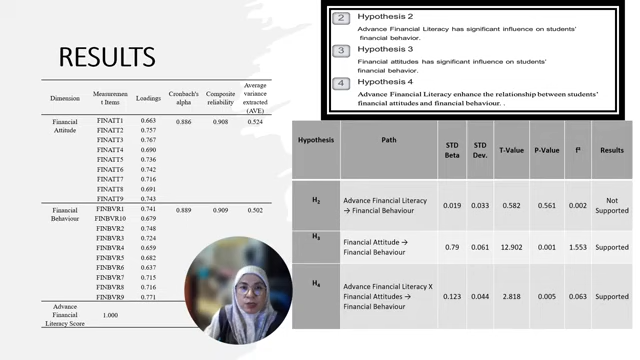 RESULTS
Dimension Measuremen t Items Loadings Cronbach's alpha Composite reliability Average variance extracted (AVE)
Financial Attitude FINATT1 0.663 0.886 0.908 0.524
FINATT2 0.757
FINATT3 0.767
FINATT4 0.690
FINATT5 0.736
FINATT6 0.742
FINATT7 0.716
FINATT8 0.691
FINATT9 0.743
Financial Behaviour FINBVR1 0.741 0.889 0.909 0.502
FINBVR10 0.679
FINBVR2 0.748
FINBVR3 0.724
FINBVR4 0.659
FINBVR5 0.682
FINBVR6 0.637
FINBVR7 0.715
FINBVR8 0.716
FINBVR9 0.771
Advance Financial Literacy Score 1.000
2 Hypothesis 2
Advance Financial Literacy has significant influence on students'
financial behavior.
3 Hypothesis 3
Financial attitudes has significant influence on students'
financial behavior.
4 Hypothesis 4
Advance Financial Literacy enhance the relationship between students'
financial attitudes and financial behaviour. .
Hypothesis Path STD Beta STD Dev. T-Value P-Value f² Results
H2 Advance Financial Literacy → Financial Behaviour 0.019 0.033 0.582 0.561 0.002 Not Supported
H3 Financial Attitude → Financial Behaviour 0.79 0.061 12.902 0.001 1.553 Supported
H4 Advance Financial Literacy X Financial Attitudes → Financial Behaviour 0.123 0.044 2.818 0.005 0.063 Supported